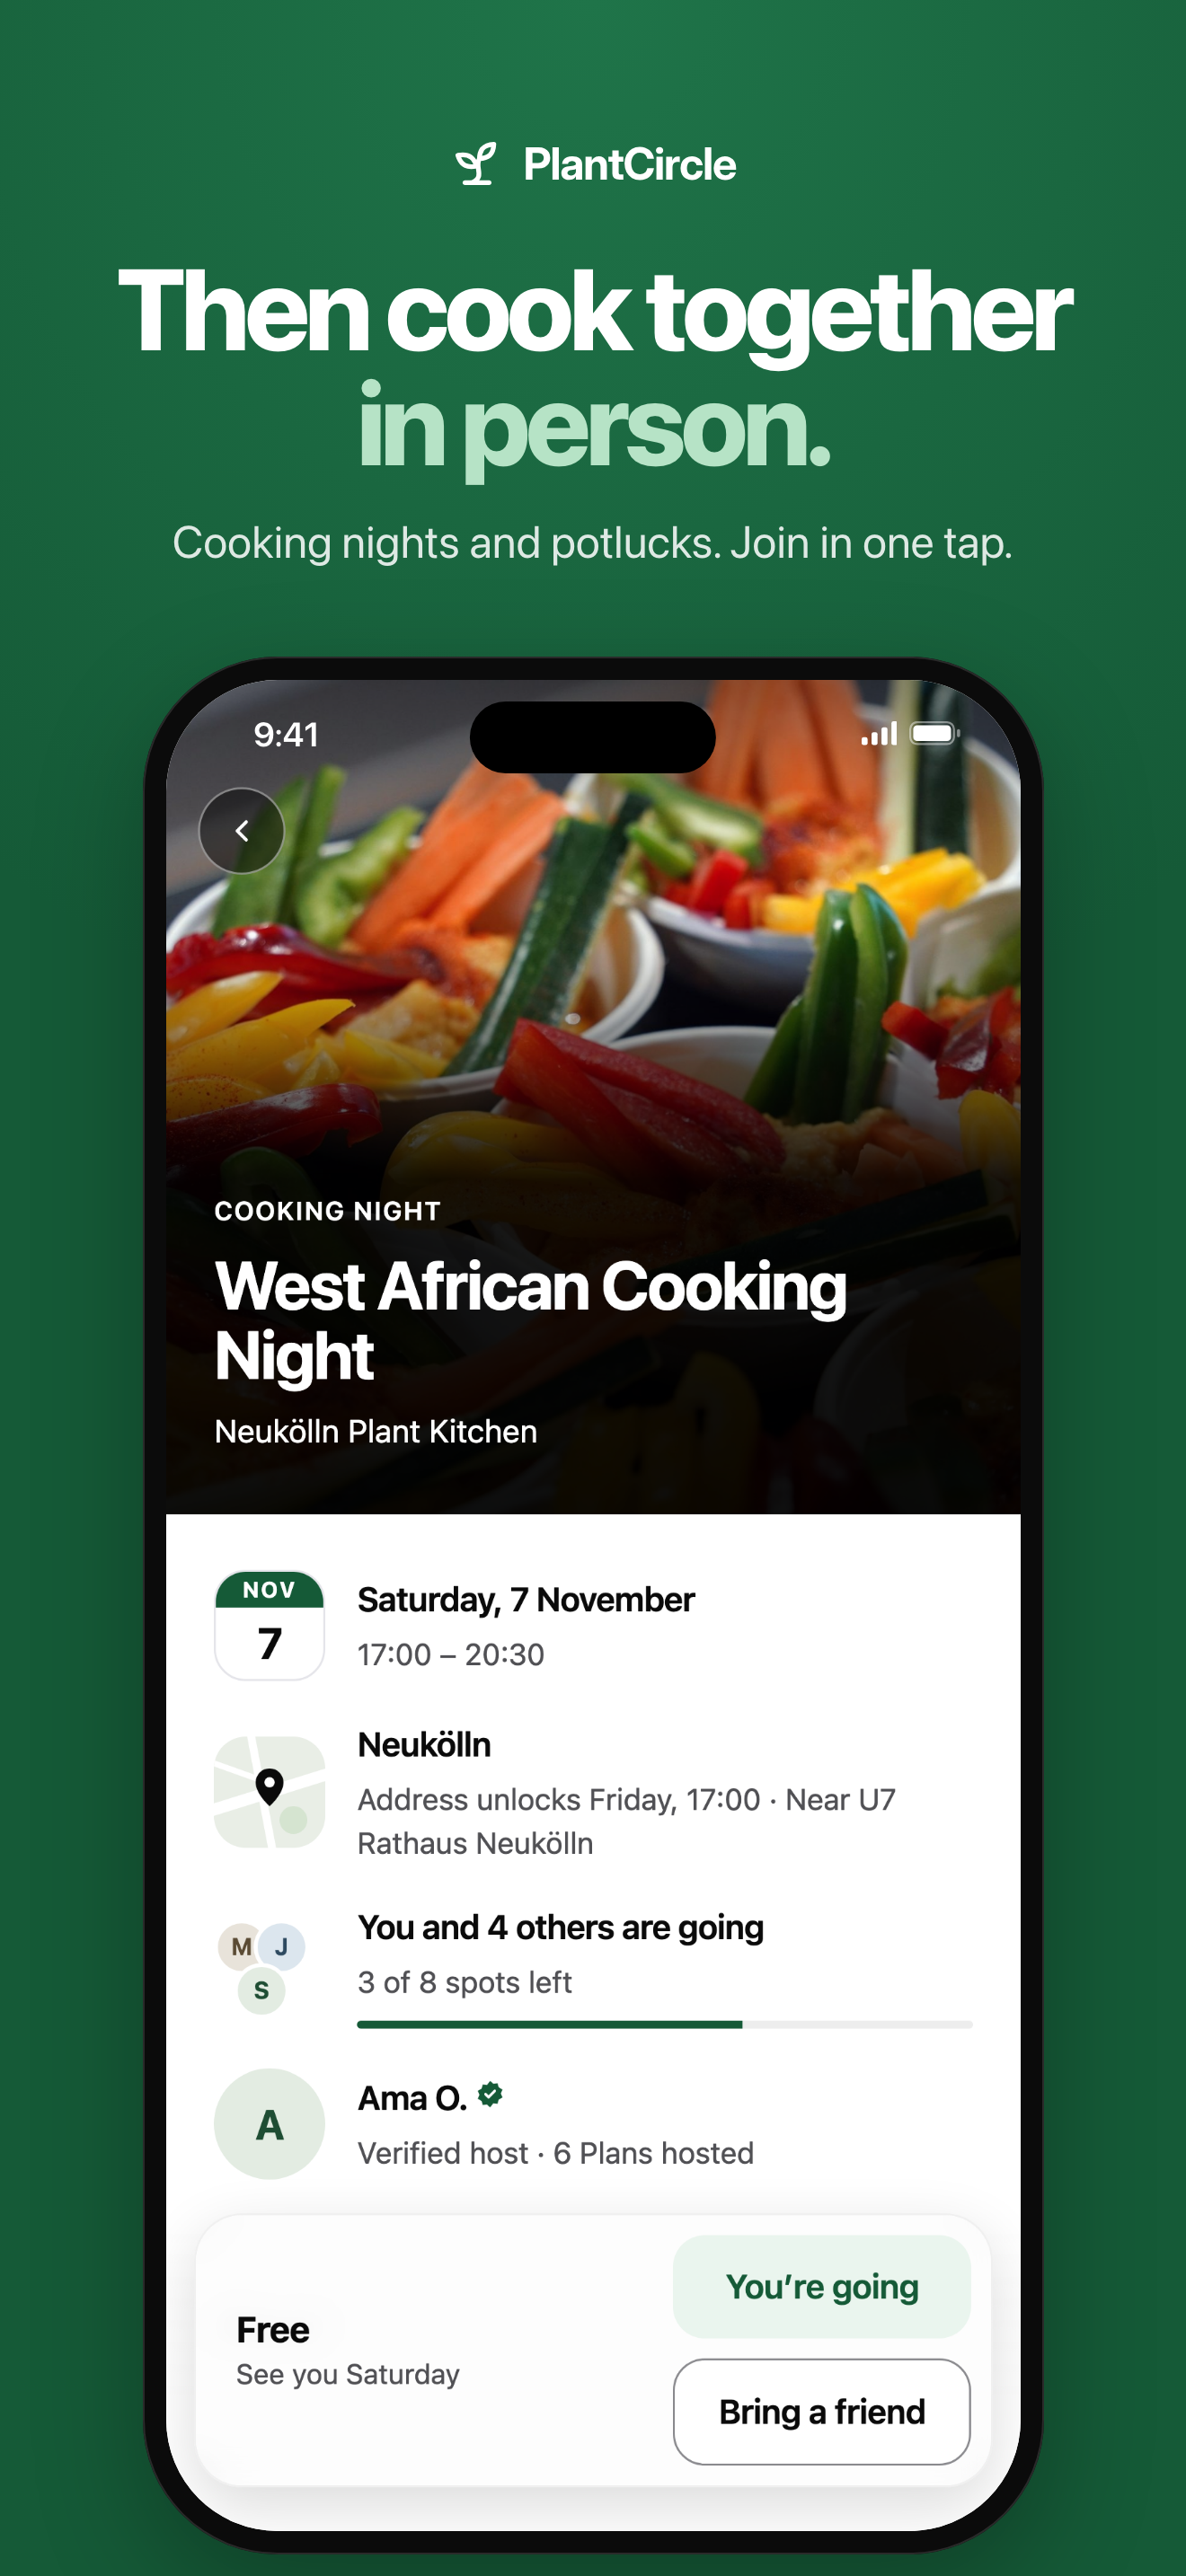 PlantCircle
Then cook together
in person.
Cooking nights and potlucks. Join in one tap.
9:41
COOKING NIGHT
West African Cooking
Night
Neukölln Plant Kitchen
NOV
7
Saturday, 7 November
17:00 – 20:30
Neukölln
Address unlocks Friday, 17:00 · Near U7
Rathaus Neukölln
M J
S
You and 4 others are going
3 of 8 spots left
A
Ama O.
Verified host · 6 Plans hosted
Free
See you Saturday
You’re going
Bring a friend